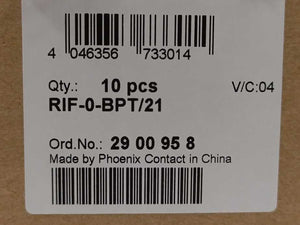 4 046356 733014
Qty.: 10 pcs V/C:04
RIF-0-BPT/21
Ord.No.: 29 00 95 8
Made by Phoenix Contact in China